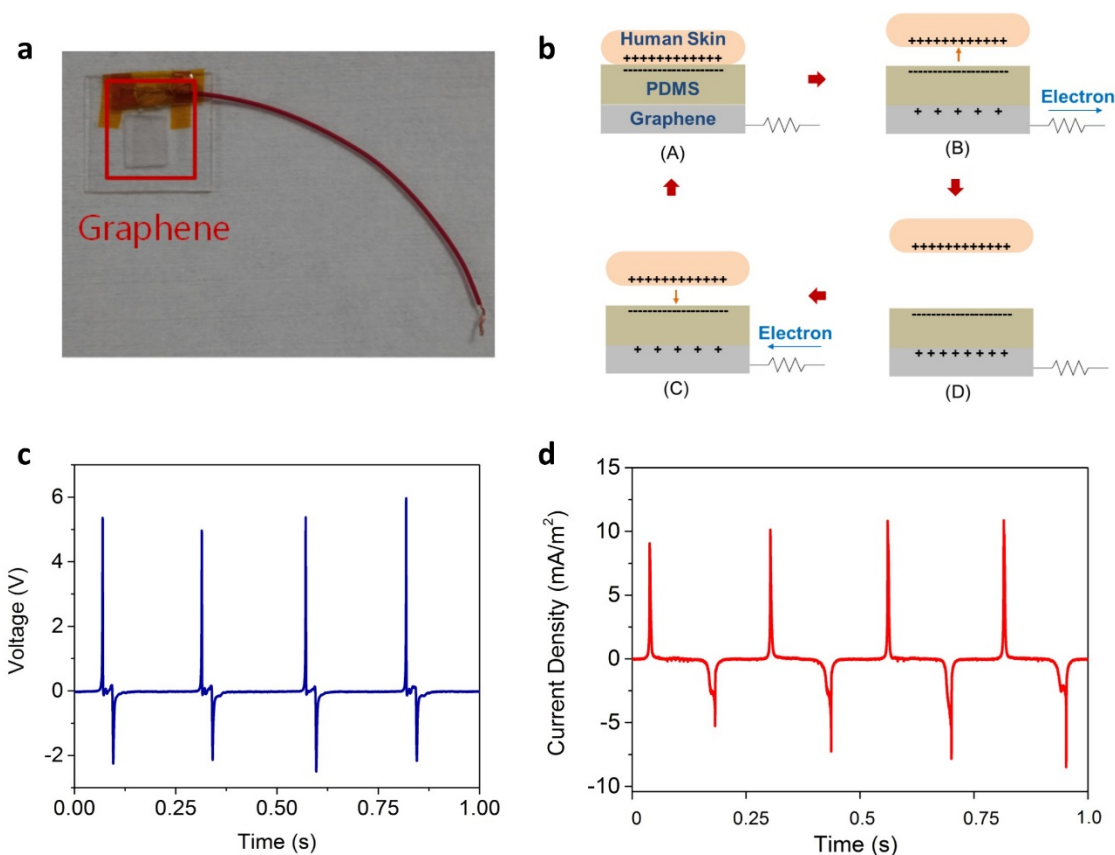 a
Graphene
b
Human Skin
++++++++++++
--------------------
PDMS
Graphene
(A)
++++++++++++
--------------------
+ + + + +
Electron
(B)
++++++++++++
--------------------
+ + + + +
Electron
(C)
++++++++++++
--------------------
++++++++
(D)
c
Voltage (V)
6
4
2
0
-2
0.00 0.25 0.50 0.75 1.00
Time (s)
d
Current Density (mA/m²)
15
10
5
0
-5
-10
0 0.25 0.50 0.75 1.0
Time (s)